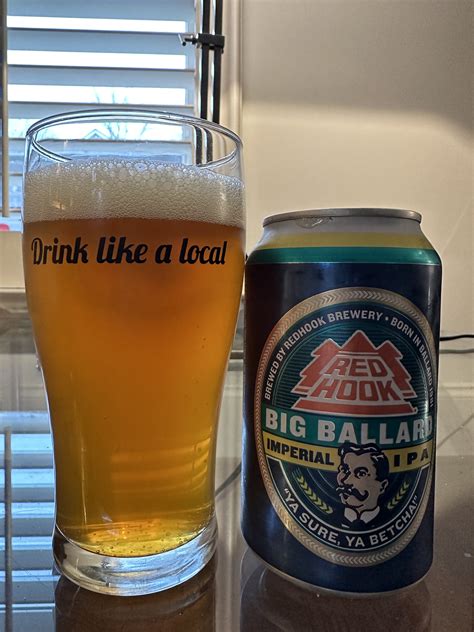 Drink like a local
BREWED BY REDHOOK BREWERY • BORN IN BALLARD
RED
HOOK
BIG BALLARD
IMPERIAL IPA
"YA SURE, YA BETCHA!"